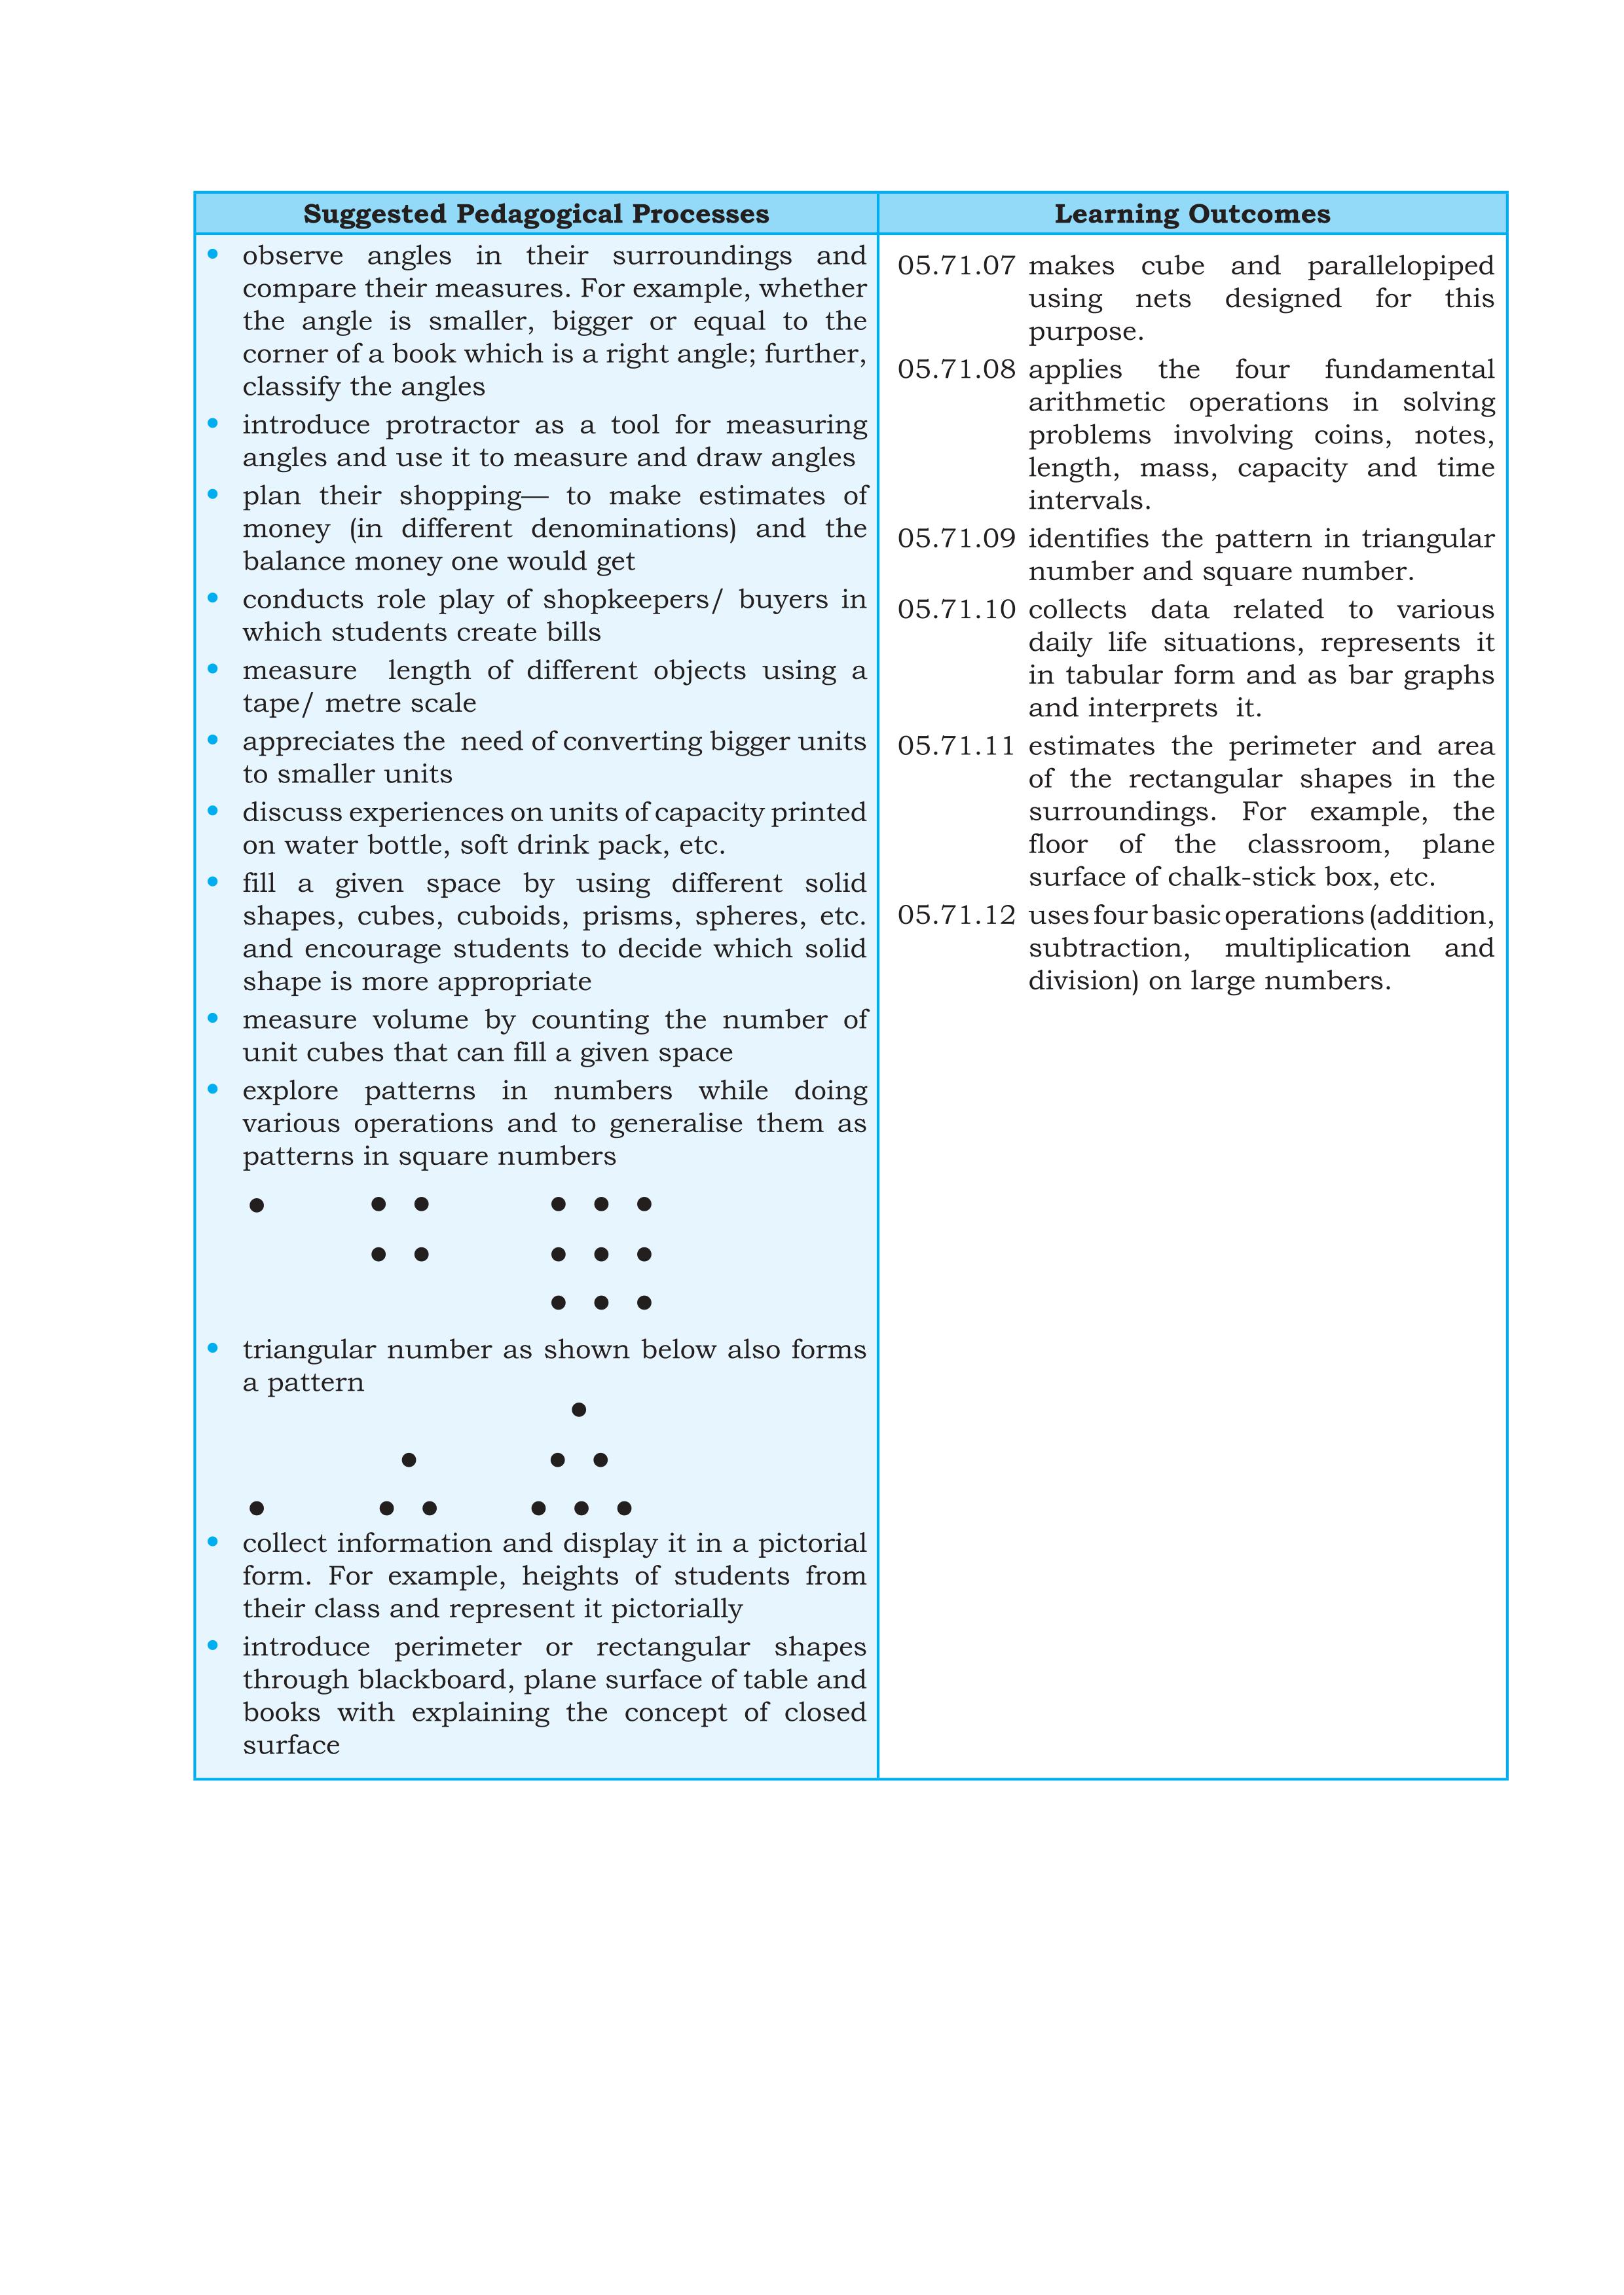 Suggested Pedagogical Processes
observe angles in their surroundings and
compare their measures. For example, whether
the angle is smaller, bigger or equal to the
corner of a book which is a right angle; further,
classify the angles
introduce protractor as a tool for measuring
angles and use it to measure and draw angles
plan their shopping— to make estimates of
money (in different denominations) and the
balance money one would get
conducts role play of shopkeepers/ buyers in
which students create bills
measure length of different objects using a
tape/ metre scale
appreciates the need of converting bigger units
to smaller units
discuss experiences on units of capacity printed
on water bottle, soft drink pack, etc.
fill a given space by using different solid
shapes, cubes, cuboids, prisms, spheres, etc.
and encourage students to decide which solid
shape is more appropriate
measure volume by counting the number of
unit cubes that can fill a given space
explore patterns in numbers while doing
various operations and to generalise them as
patterns in square numbers
triangular number as shown below also forms
a pattern
collect information and display it in a pictorial
form. For example, heights of students from
their class and represent it pictorially
introduce perimeter or rectangular shapes
through blackboard, plane surface of table and
books with explaining the concept of closed
surface
Learning Outcomes
05.71.07 makes cube and parallelopiped
using nets designed for this
purpose.
05.71.08 applies the four fundamental
arithmetic operations in solving
problems involving coins, notes,
length, mass, capacity and time
intervals.
05.71.09 identifies the pattern in triangular
number and square number.
05.71.10 collects data related to various
daily life situations, represents it
in tabular form and as bar graphs
and interprets it.
05.71.11 estimates the perimeter and area
of the rectangular shapes in the
surroundings. For example, the
floor of the classroom, plane
surface of chalk-stick box, etc.
05.71.12 uses four basic operations (addition,
subtraction, multiplication and
division) on large numbers.